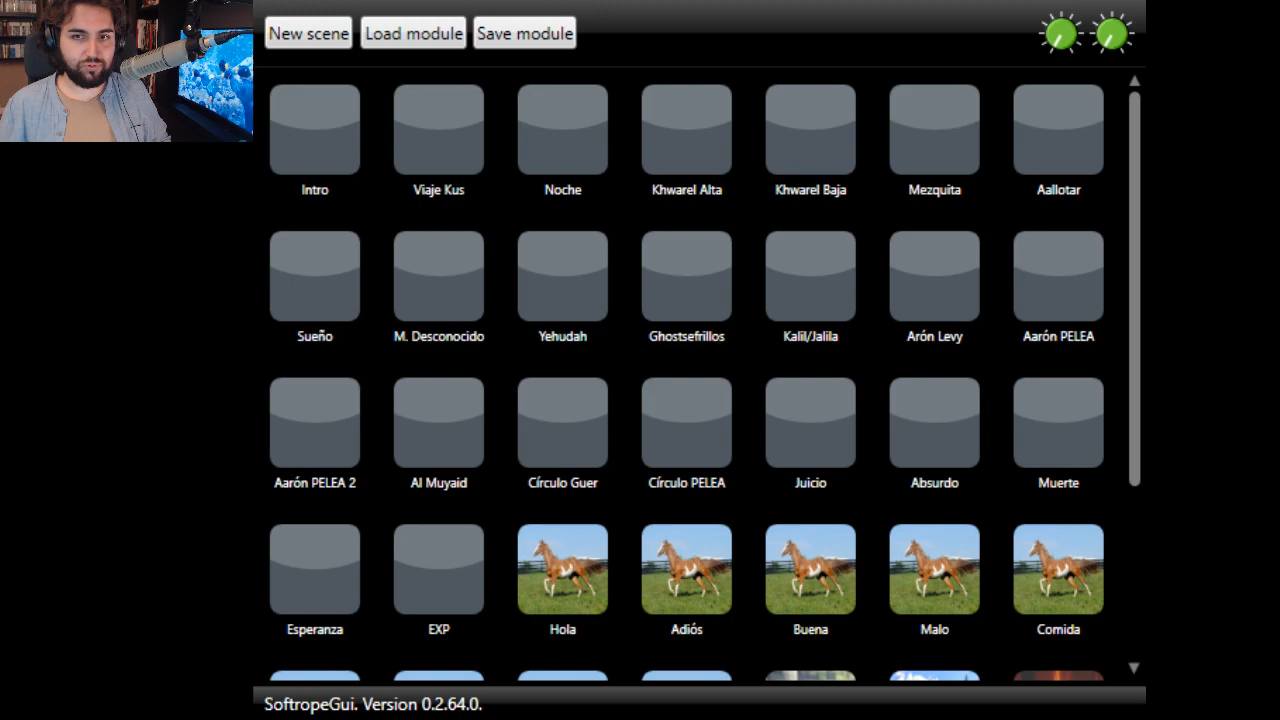 New scene Load module Save module
Intro Viaje Kus Noche Khwarel Alta Khwarel Baja Mezquita Aallotar
Sueño M. Desconocido Yehudah Ghostsefrillos Kalil/Jalila Arón Levy Aarón PELEA
Aarón PELEA 2 Al Muyaid Círculo Guer Círculo PELEA Juicio Absurdo Muerte
Esperanza EXP Hola Adiós Buena Malo Comida
SoftropeGui. Version 0.2.64.0.